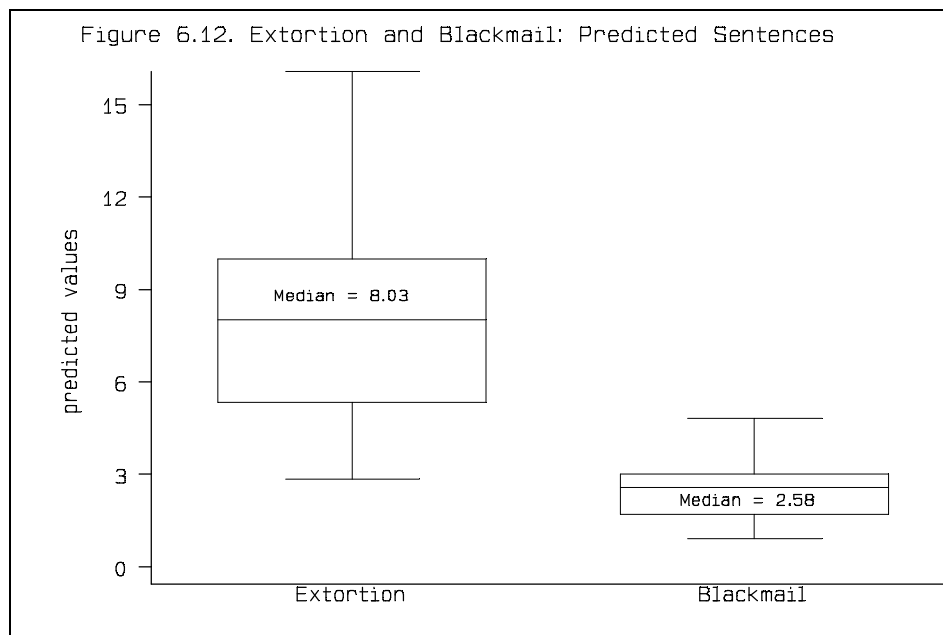 Figure 6.12. Extortion and Blackmail: Predicted Sentences
predicted values
15
12
9
6
3
0
Median = 8.03
Median = 2.58
Extortion
Blackmail